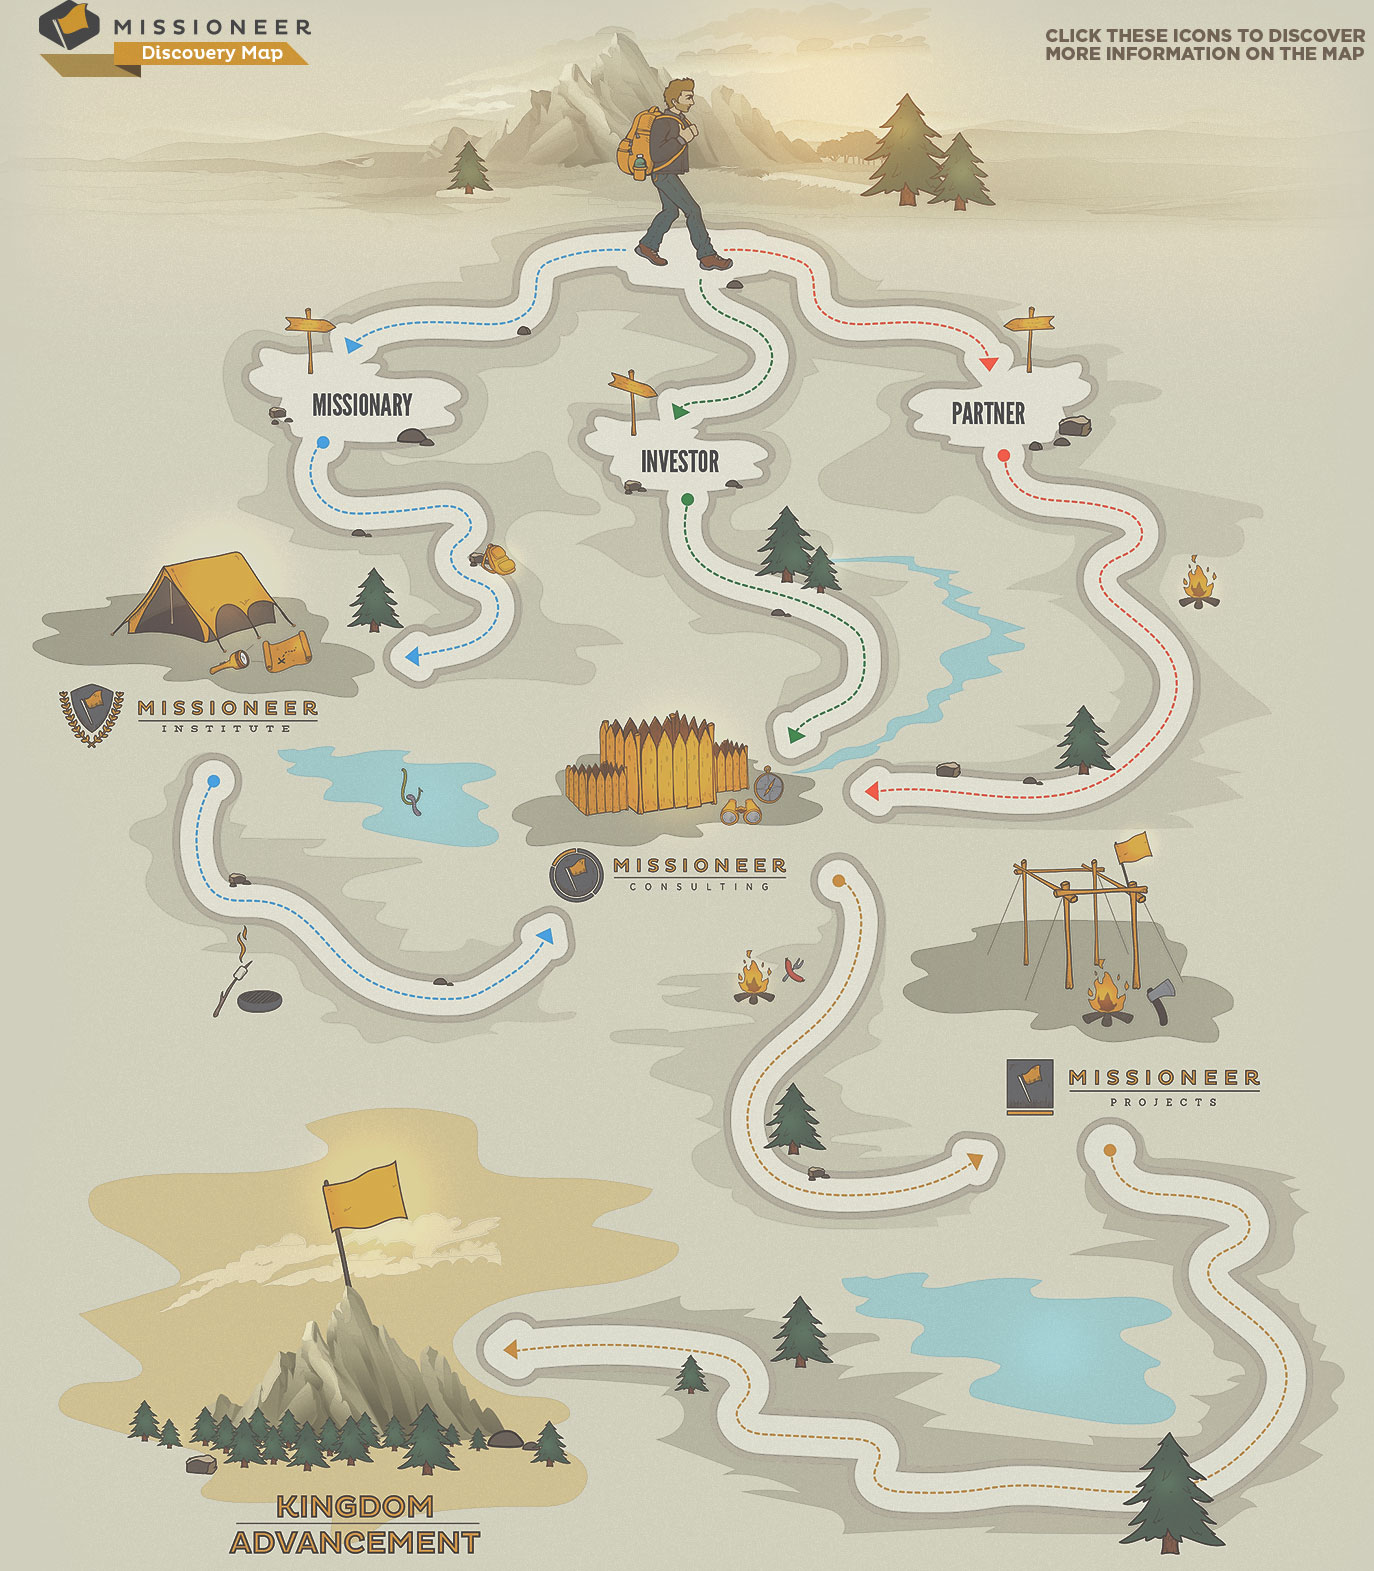 MISSIONEER
Discovery Map
CLICK THESE ICONS TO DISCOVER
MORE INFORMATION ON THE MAP
MISSIONARY
INVESTOR
PARTNER
MISSIONEER
INSTITUTE
MISSIONEER
CONSULTING
MISSIONEER
PROJECTS
KINGDOM
ADVANCEMENT